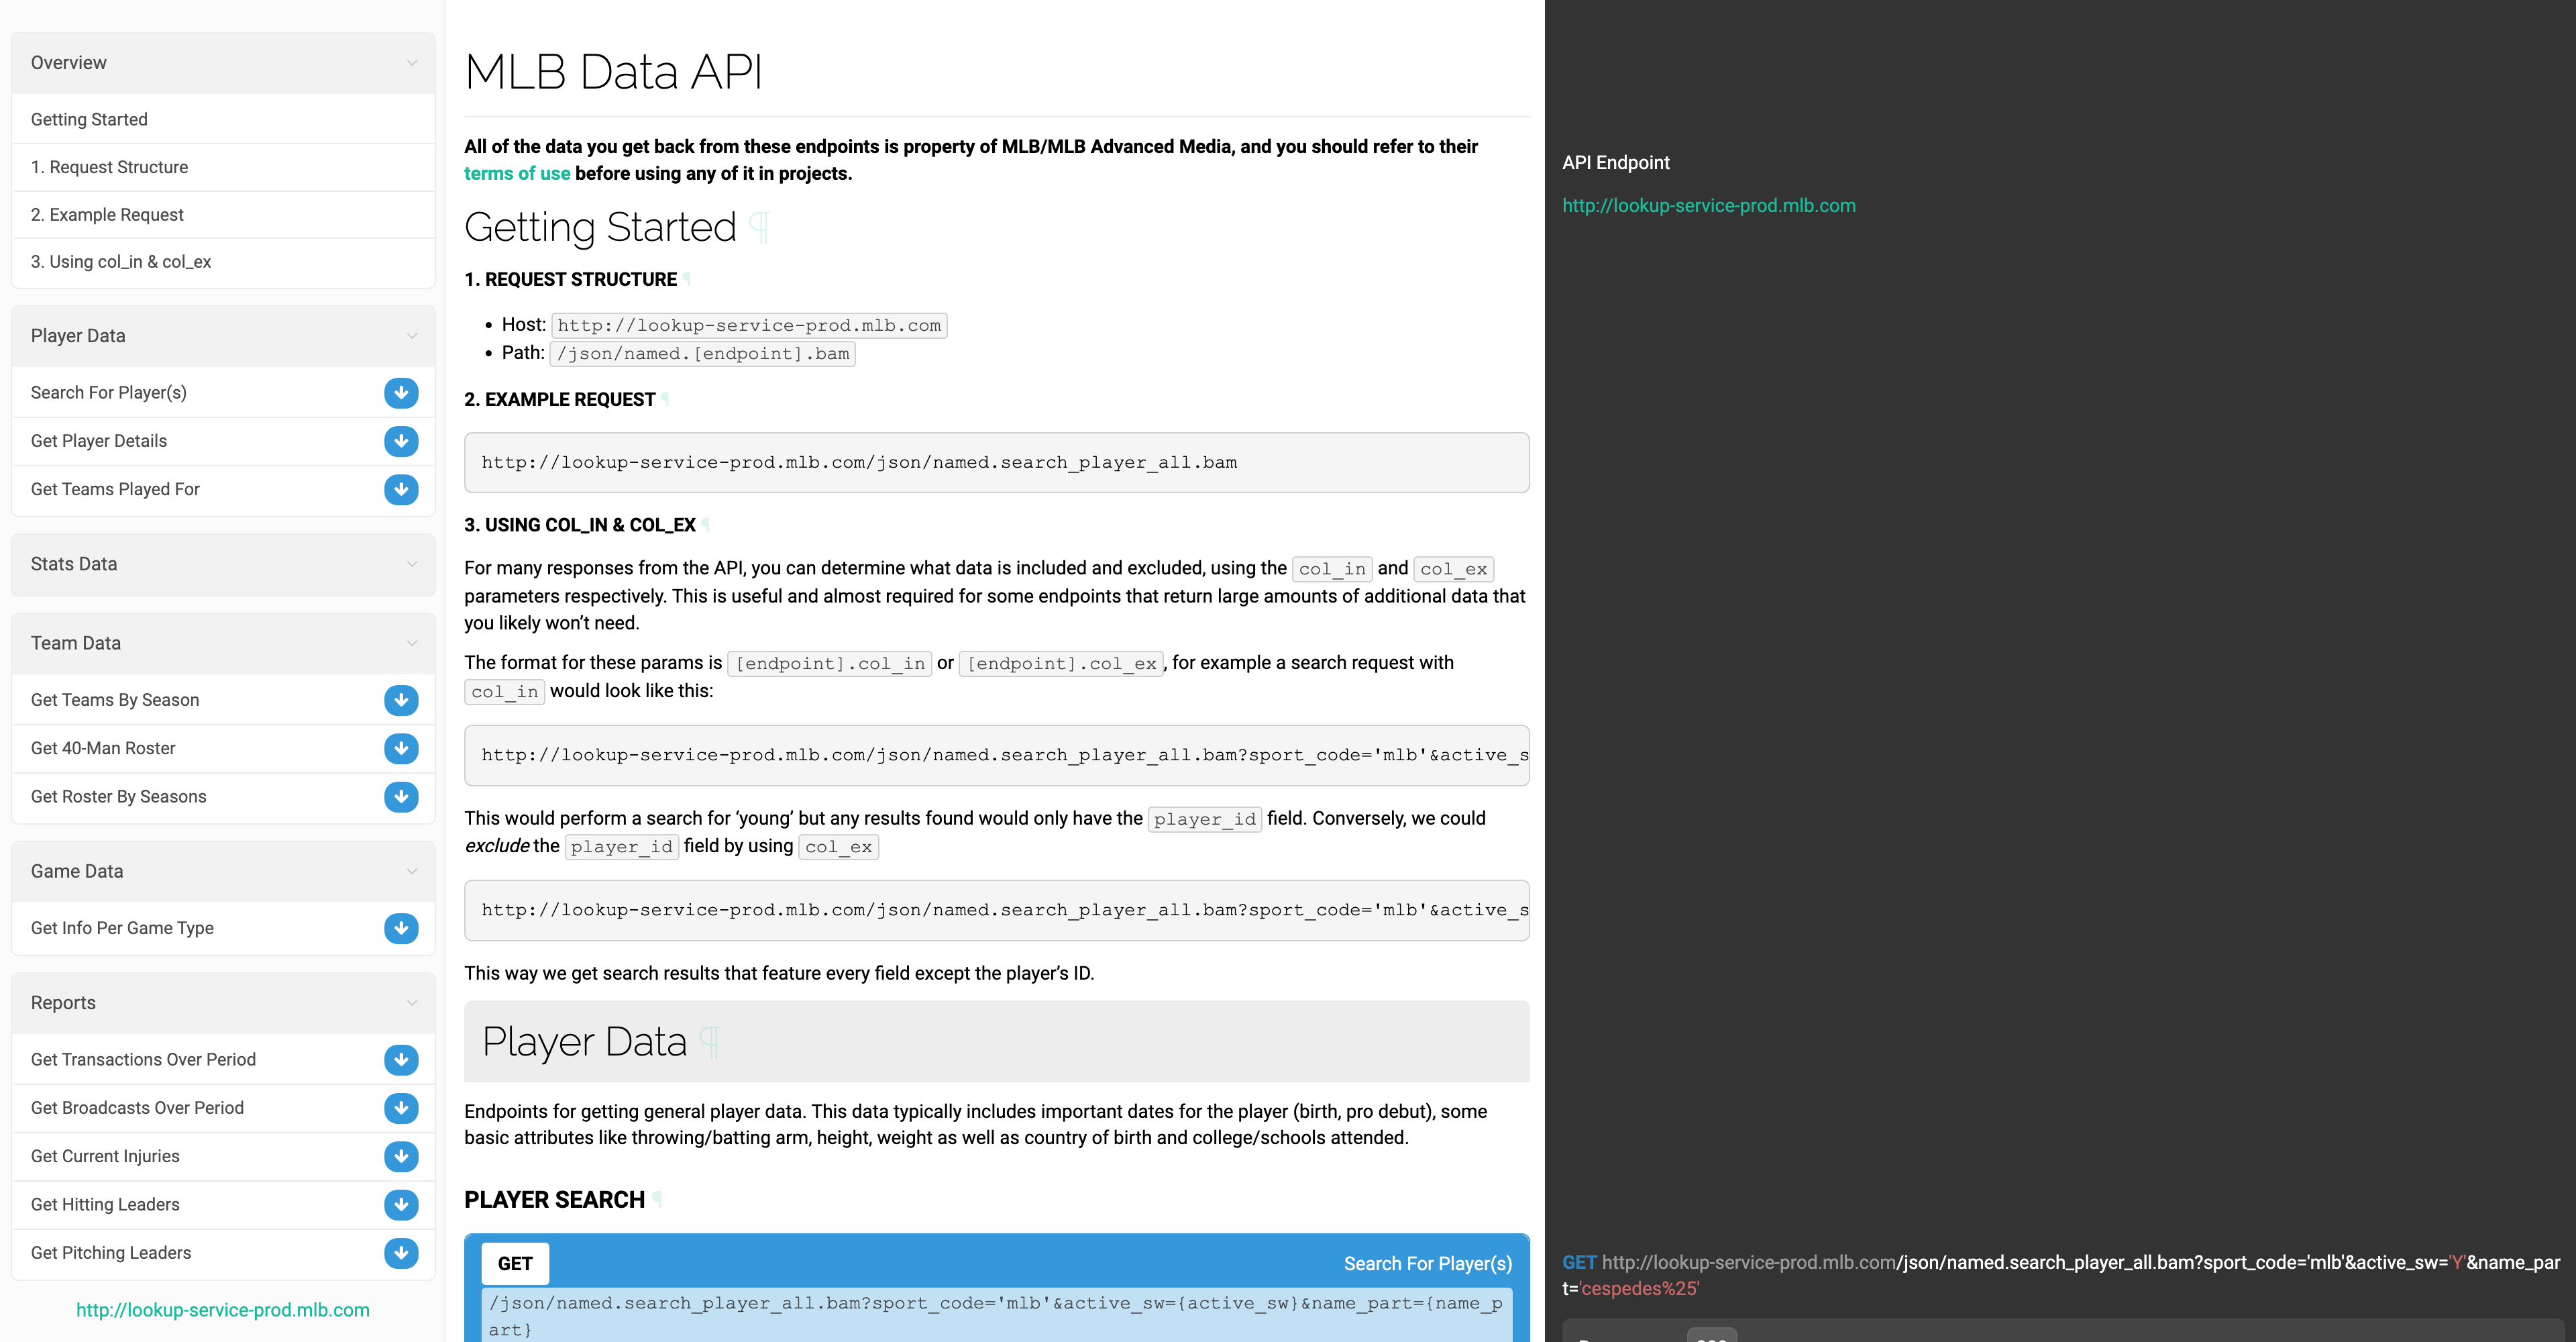 Overview
Getting Started
1. Request Structure
2. Example Request
3. Using col_in & col_ex
Player Data
Search For Player(s)
Get Player Details
Get Teams Played For
Stats Data
Team Data
Get Teams By Season
Get 40-Man Roster
Get Roster By Seasons
Game Data
Get Info Per Game Type
Reports
Get Transactions Over Period
Get Broadcasts Over Period
Get Current Injuries
Get Hitting Leaders
Get Pitching Leaders
http://lookup-service-prod.mlb.com
MLB Data API
All of the data you get back from these endpoints is property of MLB/MLB Advanced Media, and you should refer to their
terms of use before using any of it in projects.
Getting Started ¶
1. REQUEST STRUCTURE ¶
• Host: http://lookup-service-prod.mlb.com
• Path: /json/named.[endpoint].bam
2. EXAMPLE REQUEST ¶
http://lookup-service-prod.mlb.com/json/named.search_player_all.bam
3. USING COL_IN & COL_EX ¶
For many responses from the API, you can determine what data is included and excluded, using the col_in and col_ex
parameters respectively. This is useful and almost required for some endpoints that return large amounts of additional data that
you likely won’t need.
The format for these params is [endpoint].col_in or [endpoint].col_ex, for example a search request with
col_in would look like this:
http://lookup-service-prod.mlb.com/json/named.search_player_all.bam?sport_code='mlb'&active_s
This would perform a search for ‘young’ but any results found would only have the player_id field. Conversely, we could
exclude the player_id field by using col_ex
http://lookup-service-prod.mlb.com/json/named.search_player_all.bam?sport_code='mlb'&active_s
This way we get search results that feature every field except the player’s ID.
Player Data ¶
Endpoints for getting general player data. This data typically includes important dates for the player (birth, pro debut), some
basic attributes like throwing/batting arm, height, weight as well as country of birth and college/schools attended.
PLAYER SEARCH ¶
GET Search For Player(s)
/json/named.search_player_all.bam?sport_code='mlb'&active_sw={active_sw}&name_part={name_p
art}
API Endpoint
http://lookup-service-prod.mlb.com
GET http://lookup-service-prod.mlb.com/json/named.search_player_all.bam?sport_code='mlb'&active_sw='Y'&name_par
t='cespedes%25'